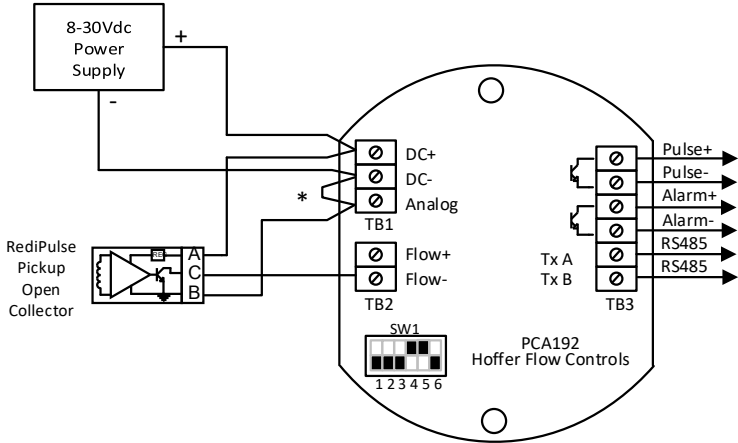 8-30Vdc
Power
Supply
+
-
DC+
DC-
Analog
*
TB1
RediPulse
Pickup
Open
Collector
A
C
B
Flow+
Flow-
TB2
SW1
1 2 3 4 5 6
Pulse+
Pulse-
Alarm+
Alarm-
RS485
RS485
Tx A
Tx B
TB3
PCA192
Hoffer Flow Controls